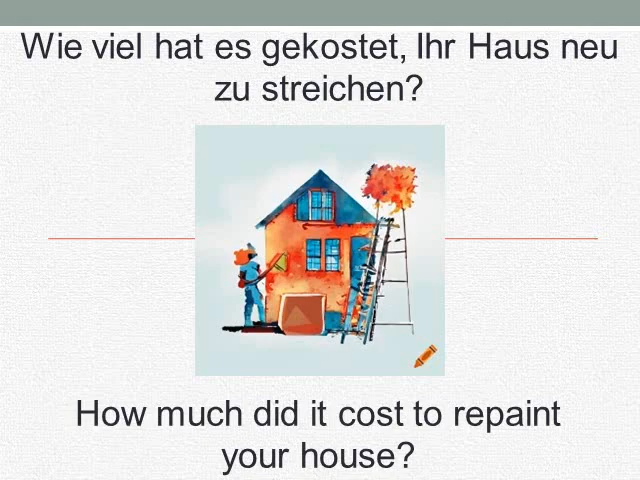 Wie viel hat es gekostet, Ihr Haus neu
zu streichen?
How much did it cost to repaint
your house?